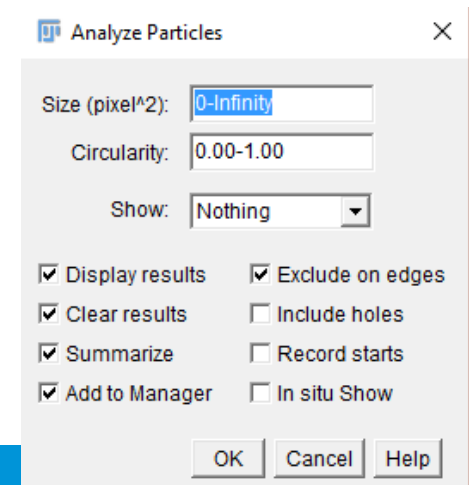 Analyze Particles
Size (pixel^2): 0-Infinity
Circularity: 0.00-1.00
Show: Nothing
Display results Exclude on edges
Clear results Include holes
Summarize Record starts
Add to Manager In situ Show
OK Cancel Help